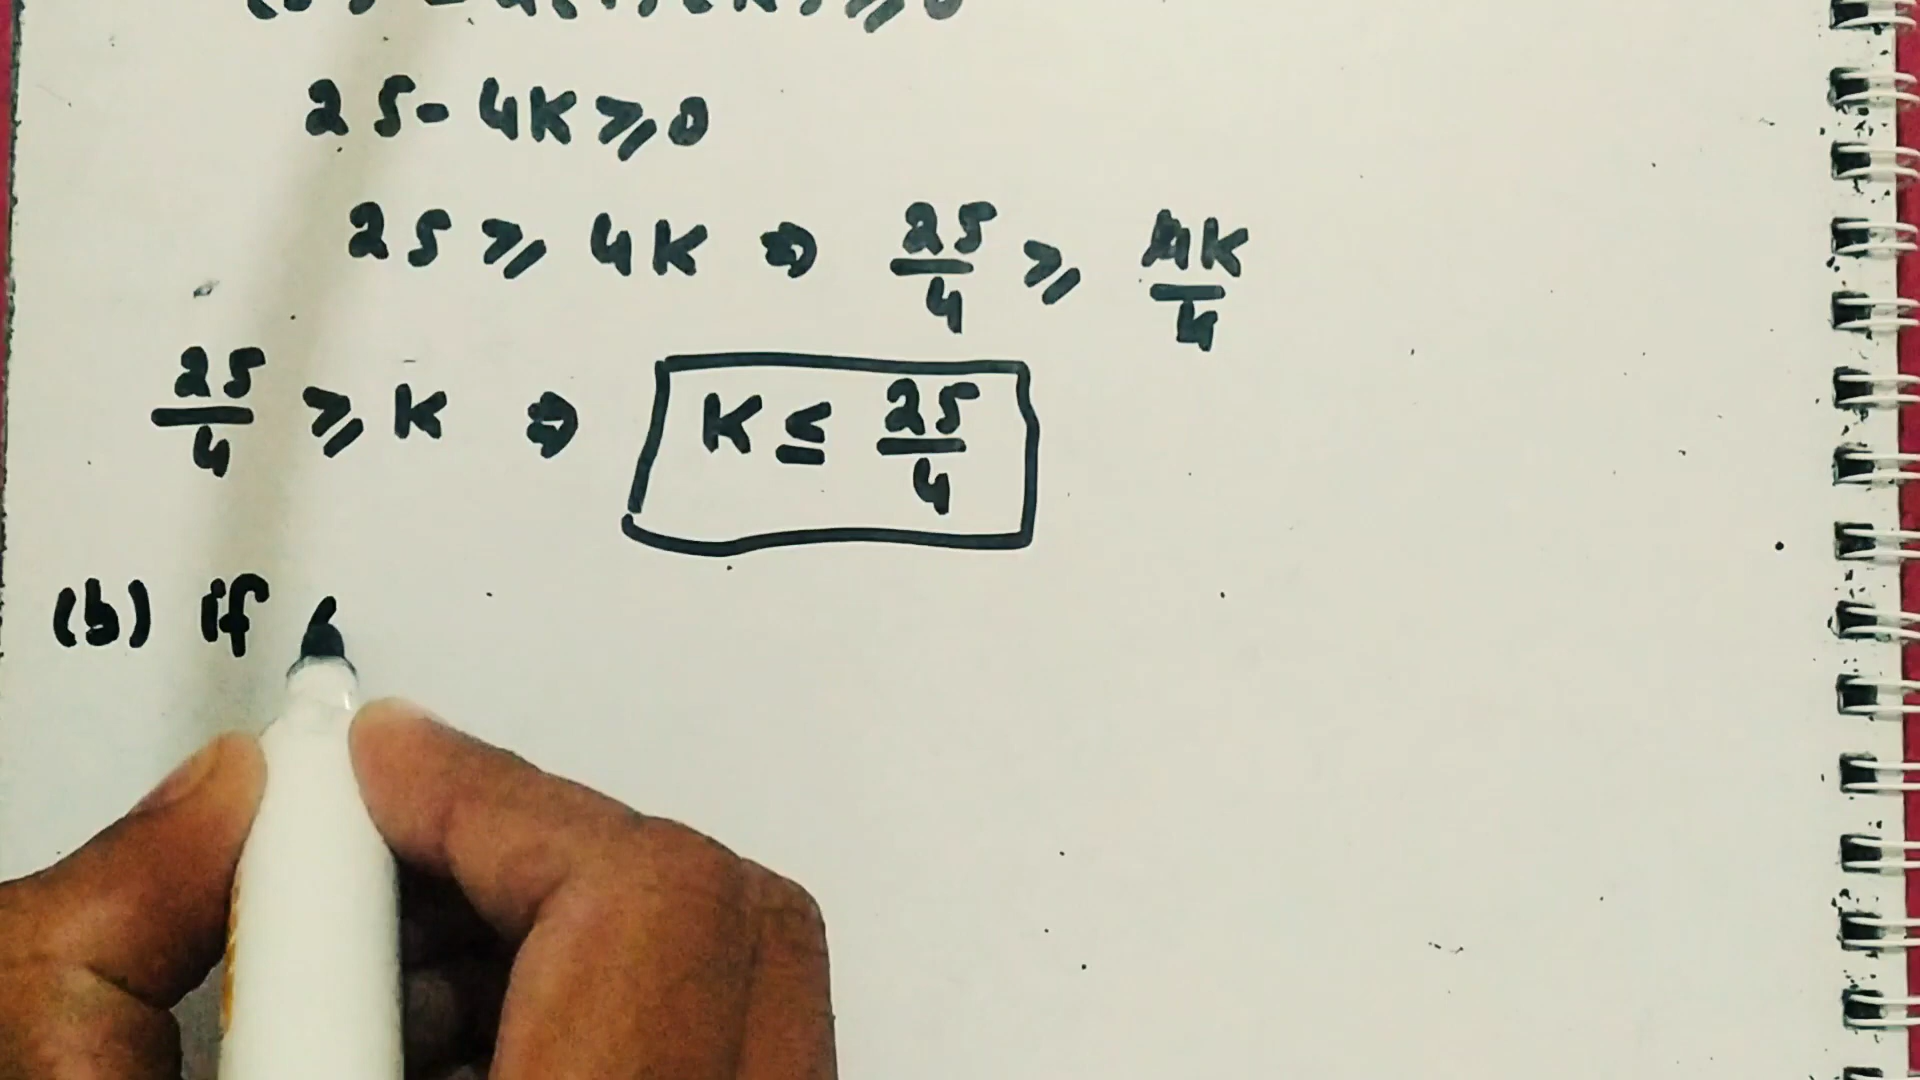 25 - 4K ≥ 0
25 ≥ 4K ⇒ 25/4 ≥ 4K/4
25/4 ≥ K ⇒ K ≤ 25/4
(b) if